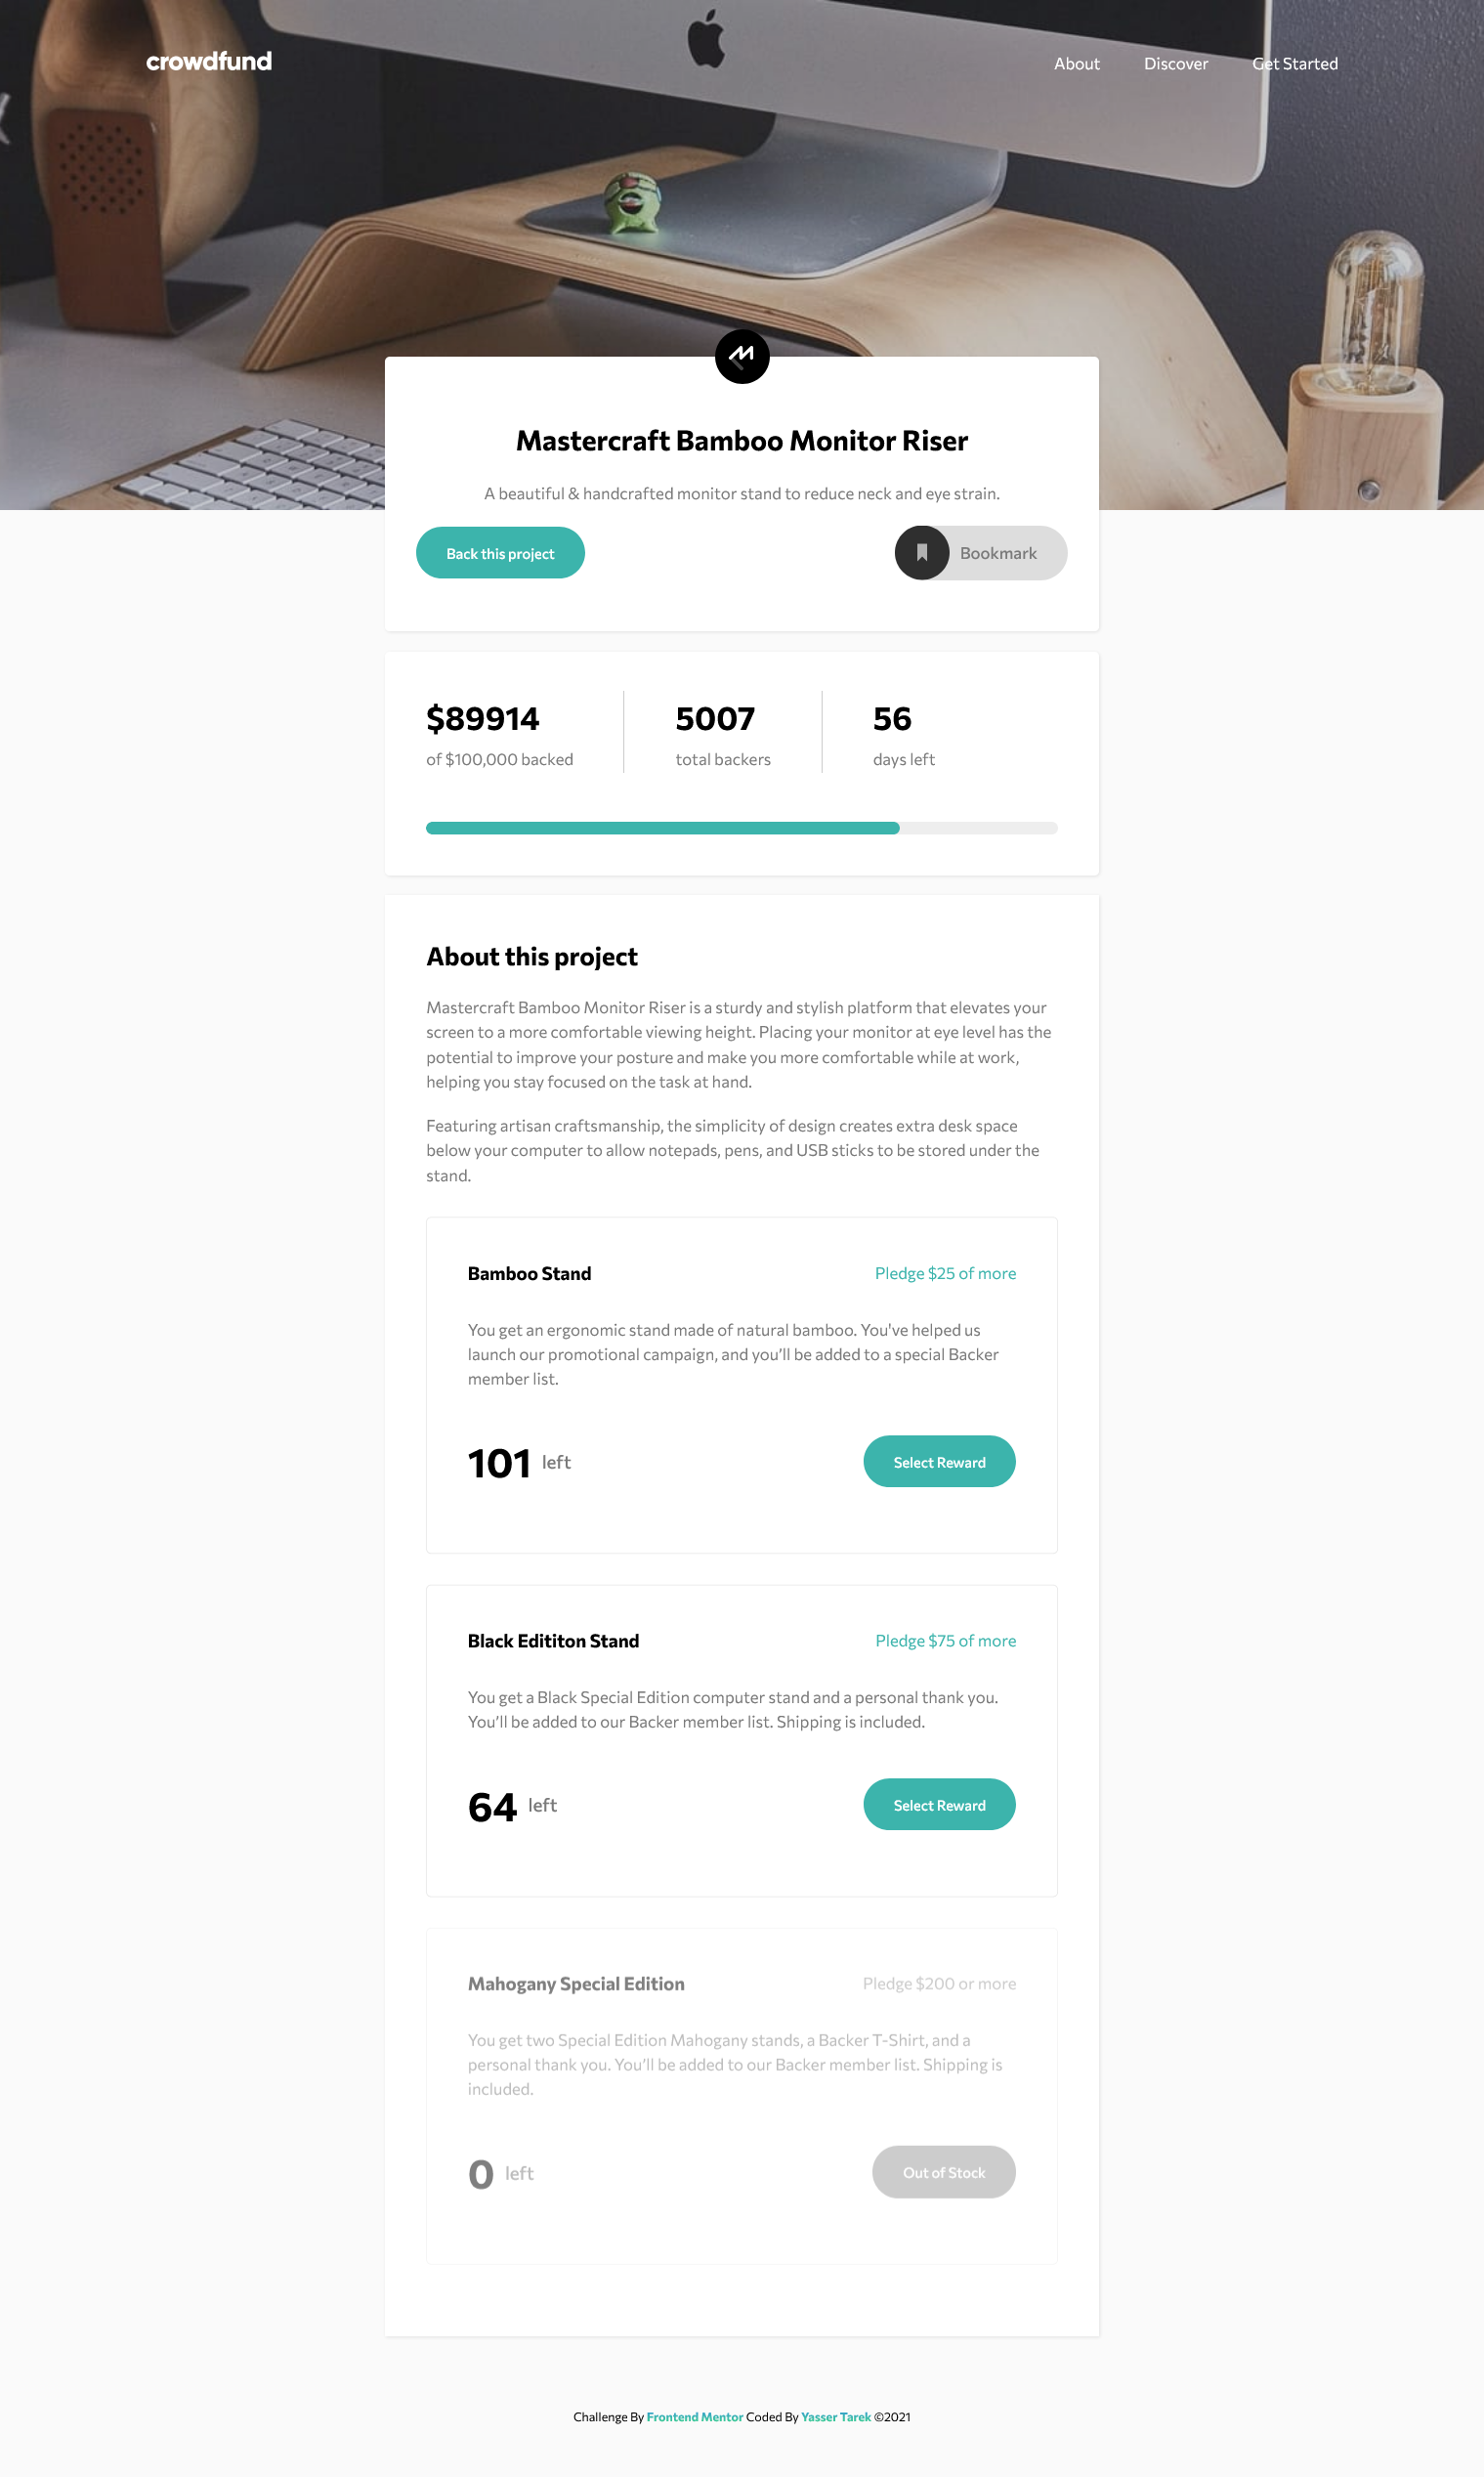 crowdfund
About Discover Get Started
Mastercraft Bamboo Monitor Riser
A beautiful & handcrafted monitor stand to reduce neck and eye strain.
Back this project
Bookmark
$89914
of $100,000 backed
5007
total backers
56
days left
About this project
Mastercraft Bamboo Monitor Riser is a sturdy and stylish platform that elevates your
screen to a more comfortable viewing height. Placing your monitor at eye level has the
potential to improve your posture and make you more comfortable while at work,
helping you stay focused on the task at hand.
Featuring artisan craftsmanship, the simplicity of design creates extra desk space
below your computer to allow notepads, pens, and USB sticks to be stored under the
stand.
Bamboo Stand
Pledge $25 of more
You get an ergonomic stand made of natural bamboo. You've helped us
launch our promotional campaign, and you’ll be added to a special Backer
member list.
101 left
Select Reward
Black Edititon Stand
Pledge $75 of more
You get a Black Special Edition computer stand and a personal thank you.
You’ll be added to our Backer member list. Shipping is included.
64 left
Select Reward
Mahogany Special Edition
Pledge $200 or more
You get two Special Edition Mahogany stands, a Backer T-Shirt, and a
personal thank you. You’ll be added to our Backer member list. Shipping is
included.
0 left
Out of Stock
Challenge By Frontend Mentor Coded By Yasser Tarek ©2021